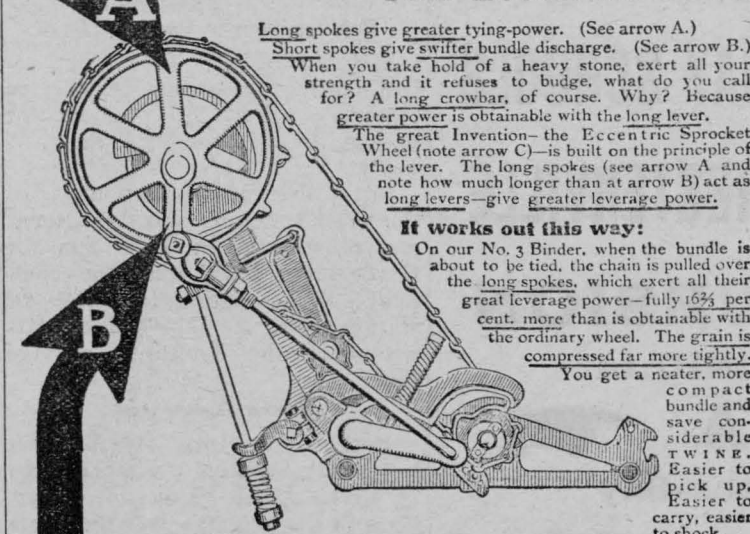 A
Long spokes give greater tying-power. (See arrow A.)
Short spokes give swifter bundle discharge. (See arrow B.)
When you take hold of a heavy stone, exert all your
strength and it refuses to budge, what do you call
for? A long crowbar, of course. Why? Because
greater power is obtainable with the long lever.
The great Invention—the Eccentric Sprocket
Wheel (note arrow C)—is built on the principle of
the lever. The long spokes (see arrow A and
note how much longer than at arrow B) act as
long levers—give greater leverage power.
It works out this way:
On our No. 3 Binder, when the bundle is
about to be tied, the chain is pulled over
the long spokes, which exert all their
great leverage power—fully 16⅔ per
cent. more than is obtainable with
the ordinary wheel. The grain is
compressed far more tightly.
You get a neater, more
compact
bundle and
save con-
siderable
TWINE.
Easier to
pick up.
Easier to
carry, easier
to shock.
B